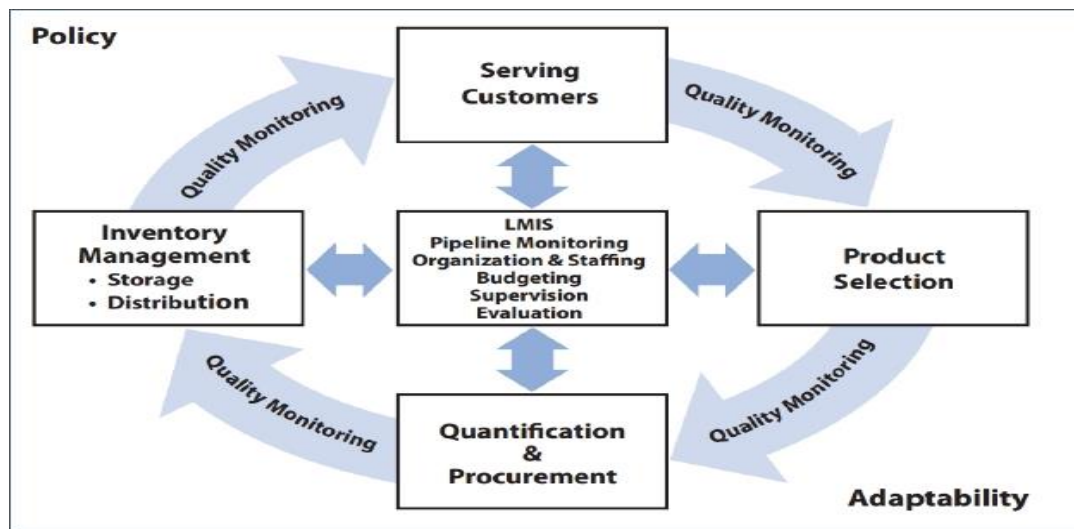 Policy
Serving
Customers
Quality Monitoring
Quality Monitoring
Inventory
Management
• Storage
• Distribution
LMIS
Pipeline Monitoring
Organization & Staffing
Budgeting
Supervision
Evaluation
Product
Selection
Quality Monitoring
Quality Monitoring
Quantification
&
Procurement
Adaptability